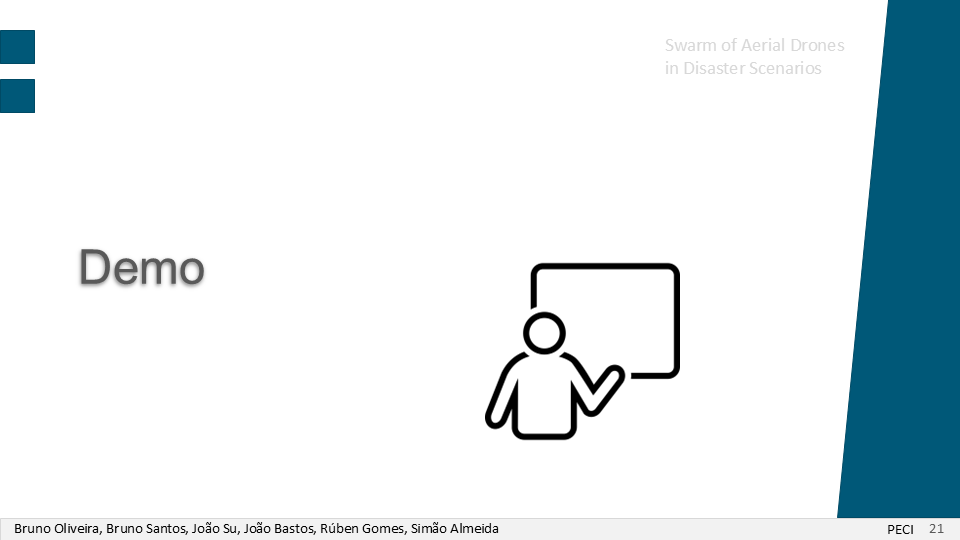 Swarm of Aerial Drones
in Disaster Scenarios
Demo
Bruno Oliveira, Bruno Santos, João Su, João Bastos, Rúben Gomes, Simão Almeida
PECI 21